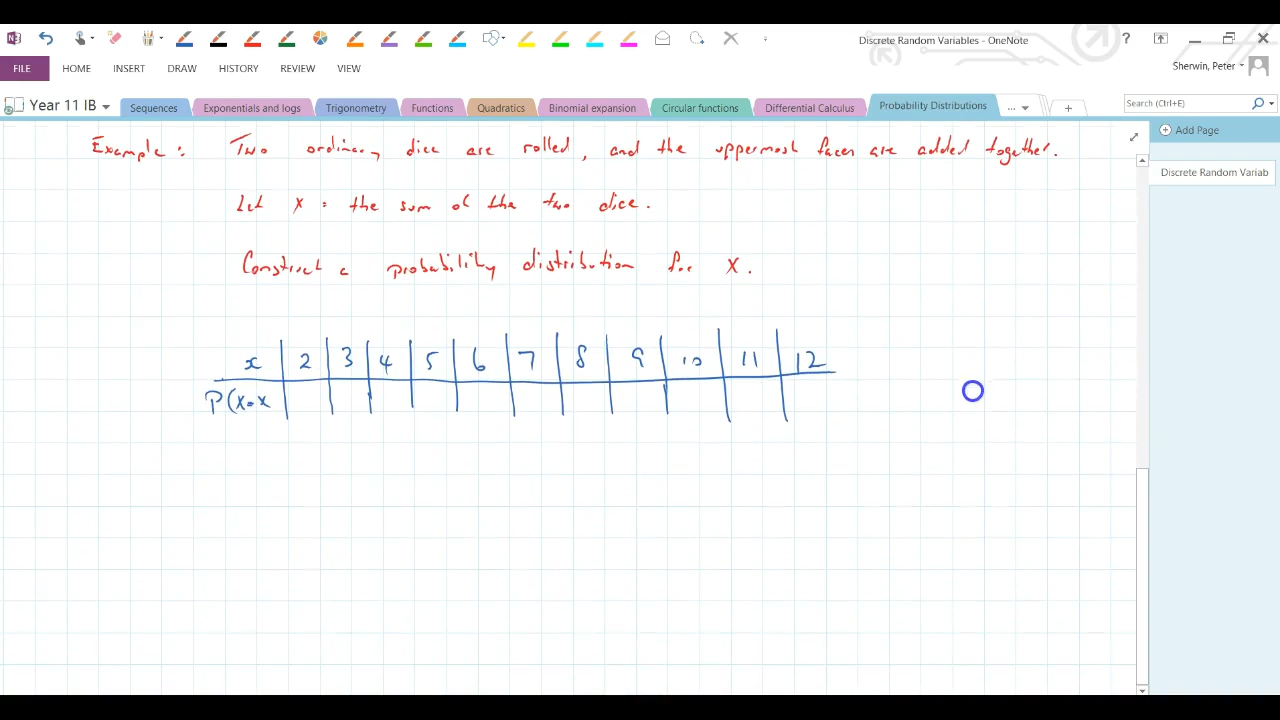 Discrete Random Variables - OneNote
?
Sherwin, Peter
FILE HOME INSERT DRAW HISTORY REVIEW VIEW
Year 11 IB
Sequences Exponentials and logs Trigonometry Functions Quadratics Binomial expansion Circular functions Differential Calculus Probability Distributions ... +
Search (Ctrl+E)
Add Page
Discrete Random Variab
Example : Two ordinary dice are rolled, and the uppermost faces are added together.
Let X = the sum of the two dice.
Construct a probability distribution for X.
x 2 3 4 5 6 7 8 9 10 11 12
P(X=x